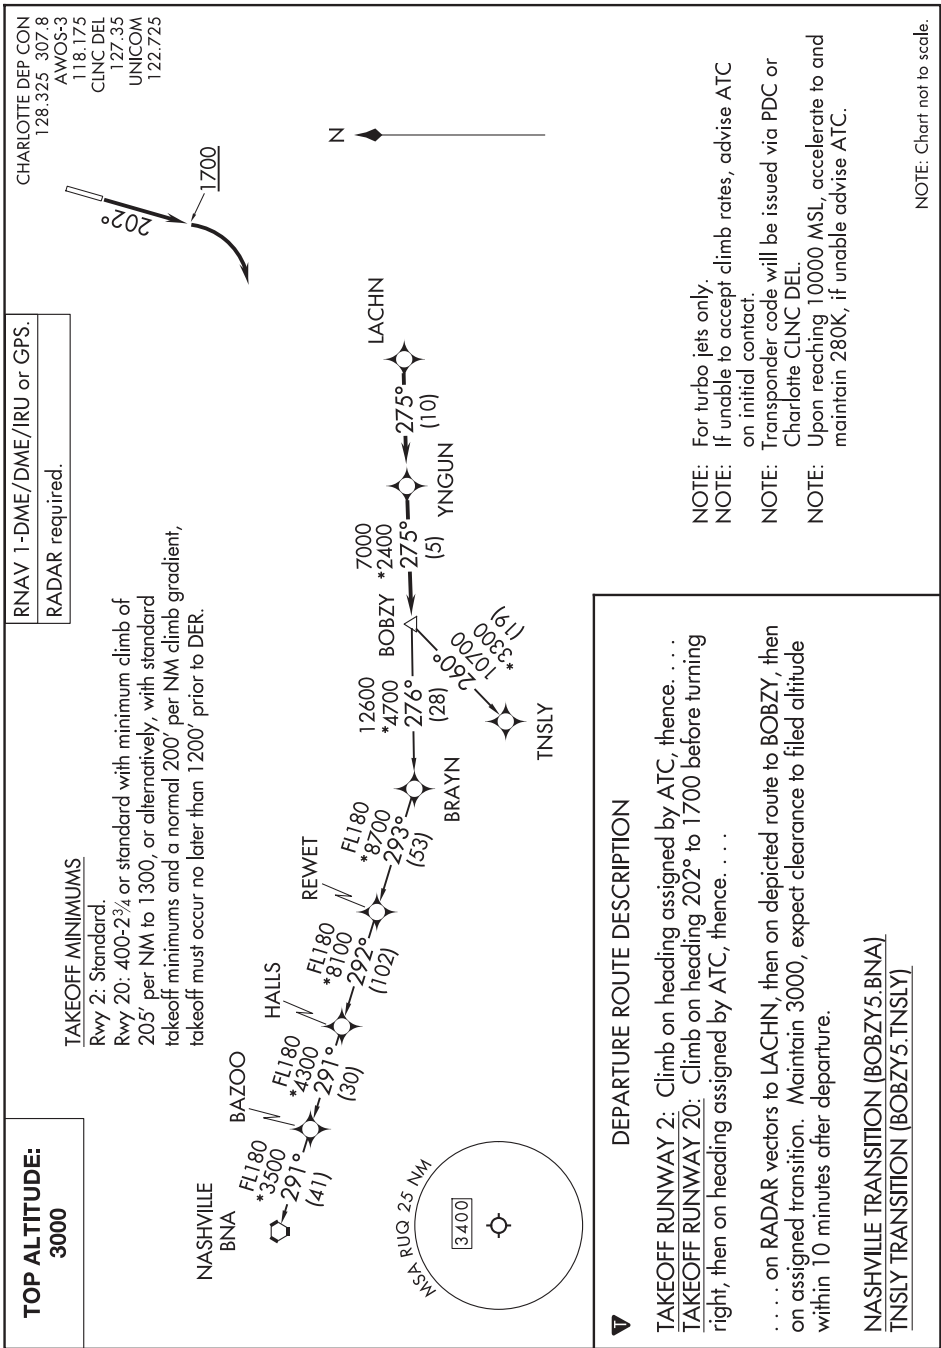 TOP ALTITUDE:
3000
RNAV 1-DME/DME/IRU or GPS.
RADAR required.
CHARLOTTE DEP CON
128.325 307.8
AWOS-3
118.175
CLNC DEL
127.35
UNICOM
122.725
TAKEOFF MINIMUMS
Rwy 2: Standard.
Rwy 20: 400-2¾ or standard with minimum climb of
205′ per NM to 1300, or alternatively, with standard
takeoff minimums and a normal 200′ per NM climb gradient,
takeoff must occur no later than 1200′ prior to DER.
202°
1700
N
NASHVILLE
BNA
FL180
*3500
291°
(41)
BAZOO
FL180
*4300
291°
(30)
HALLS
FL180
*8100
292°
(102)
REWET
FL180
*8700
293°
(53)
BRAYN
12600
*4700
276°
(28)
BOBZY
7000
*2400
275°
(5)
YNGUN
275°
(10)
LACHN
260°
10700
*3300
(19)
TNSLY
MSA RUQ 25 NM
3400
NOTE: For turbo jets only.
NOTE: If unable to accept climb rates, advise ATC
on initial contact.
NOTE: Transponder code will be issued via PDC or
Charlotte CLNC DEL.
NOTE: Upon reaching 10000 MSL, accelerate to and
maintain 280K, if unable advise ATC.
NOTE: Chart not to scale.
T
DEPARTURE ROUTE DESCRIPTION
TAKEOFF RUNWAY 2: Climb on heading assigned by ATC, thence. . . .
TAKEOFF RUNWAY 20: Climb on heading 202° to 1700 before turning
right, then on heading assigned by ATC, thence. . . .
. . . . on RADAR vectors to LACHN, then on depicted route to BOBZY, then
on assigned transition. Maintain 3000, expect clearance to filed altitude
within 10 minutes after departure.
NASHVILLE TRANSITION (BOBZY5.BNA)
TNSLY TRANSITION (BOBZY5.TNSLY)